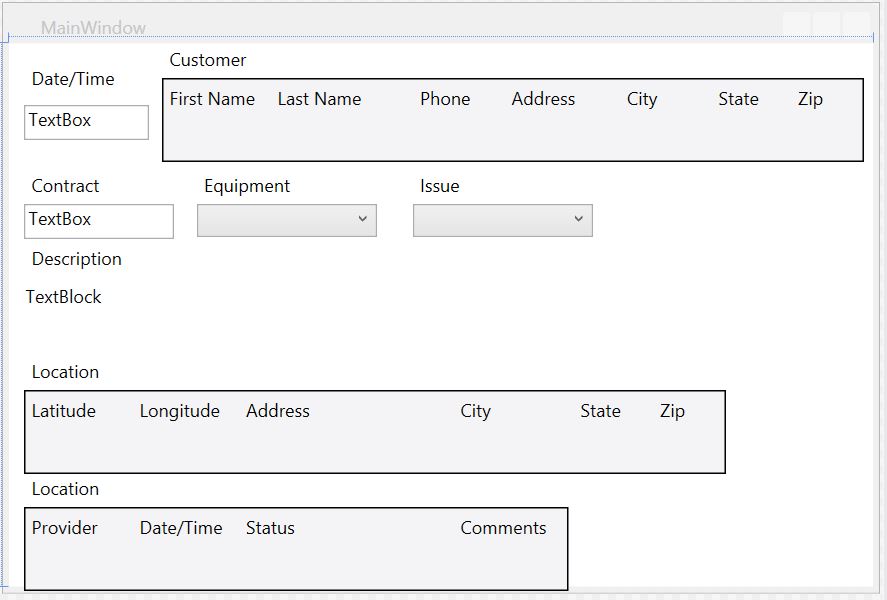 MainWindow
Customer
Date/Time
First Name Last Name Phone Address City State Zip
TextBox
Contract Equipment Issue
TextBox
Description
TextBlock
Location
Latitude Longitude Address City State Zip
Location
Provider Date/Time Status Comments